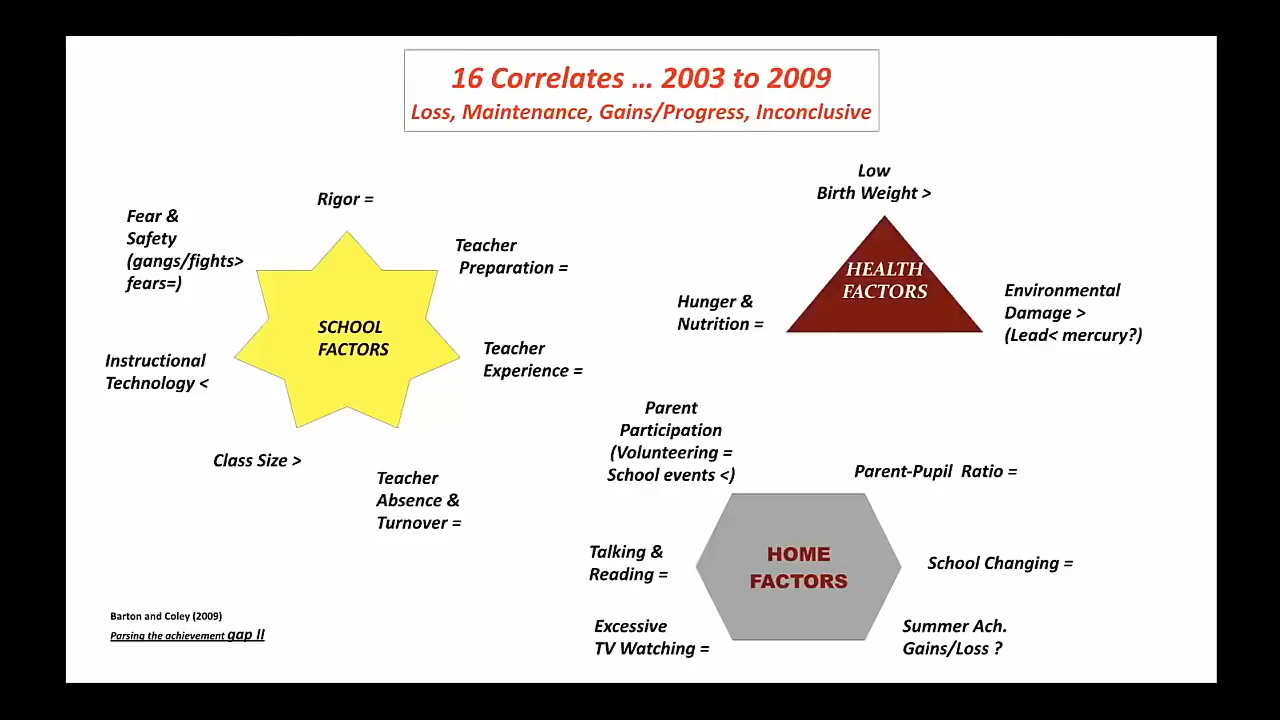 16 Correlates ... 2003 to 2009
Loss, Maintenance, Gains/Progress, Inconclusive
Rigor =
Fear &
Safety
(gangs/fights>
fears=)
Teacher
Preparation =
SCHOOL
FACTORS
Instructional
Technology <
Teacher
Experience =
Class Size >
Teacher
Absence &
Turnover =
Low
Birth Weight >
HEALTH
FACTORS
Hunger &
Nutrition =
Environmental
Damage >
(Lead< mercury?)
Parent
Participation
(Volunteering =
School events <)
Parent-Pupil Ratio =
HOME
FACTORS
Talking &
Reading =
School Changing =
Excessive
TV Watching =
Summer Ach.
Gains/Loss ?
Barton and Coley (2009)
Parsing the achievement gap II